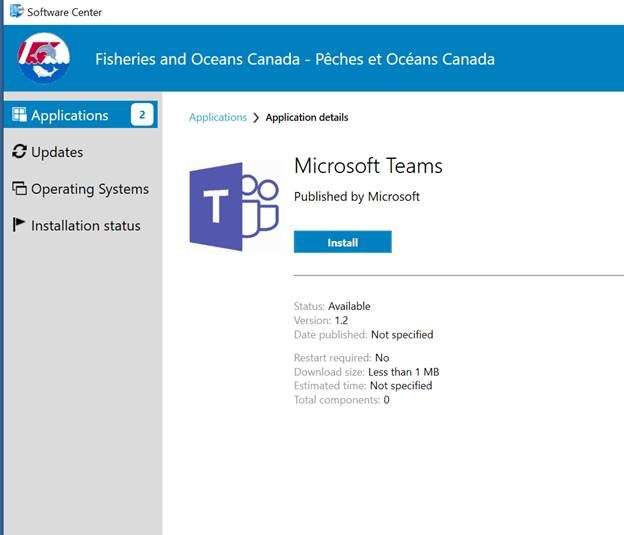 Software Center
Fisheries and Oceans Canada - Pêches et Océans Canada
Applications 2
Updates
Operating Systems
Installation status
Applications > Application details
T
Microsoft Teams
Published by Microsoft
Install
Status: Available
Version: 1.2
Date published: Not specified
Restart required: No
Download size: Less than 1 MB
Estimated time: Not specified
Total components: 0